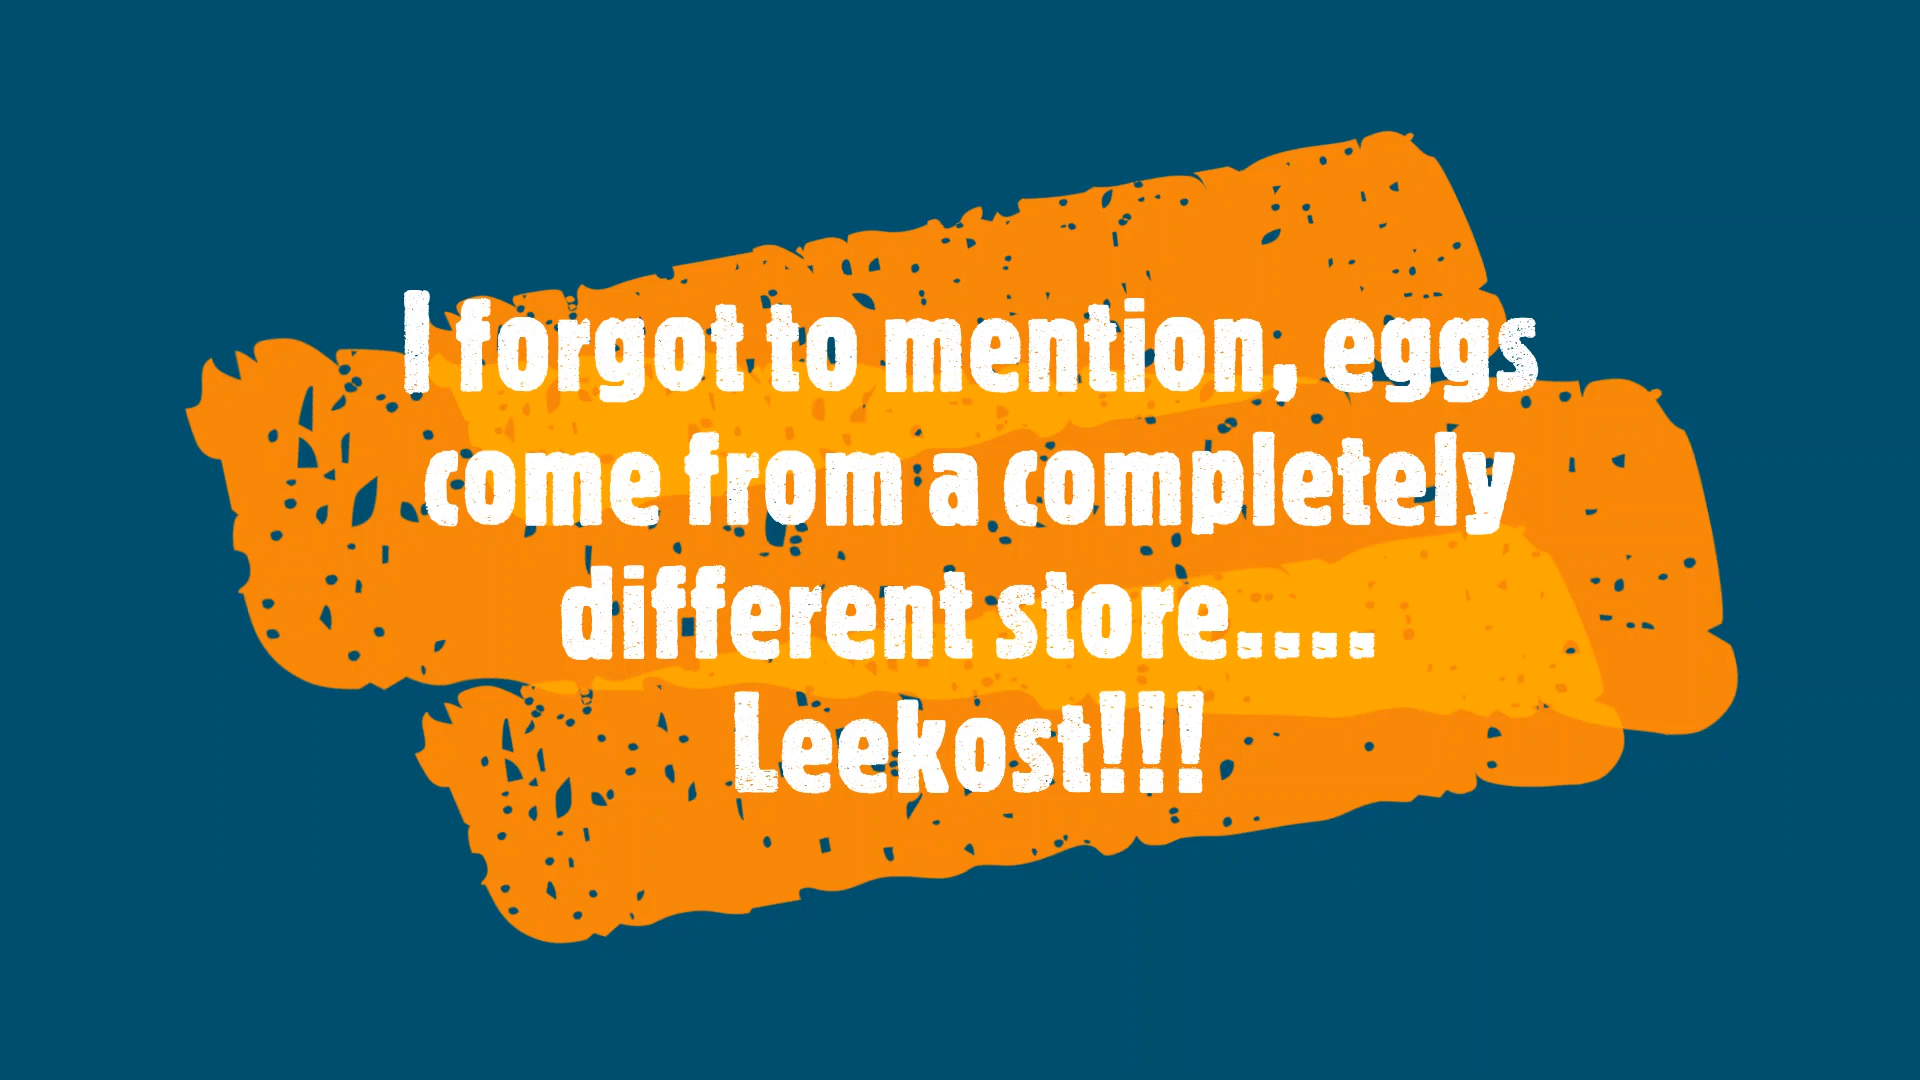 I forgot to mention, eggs
come from a completely
different store....
Leekost!!!